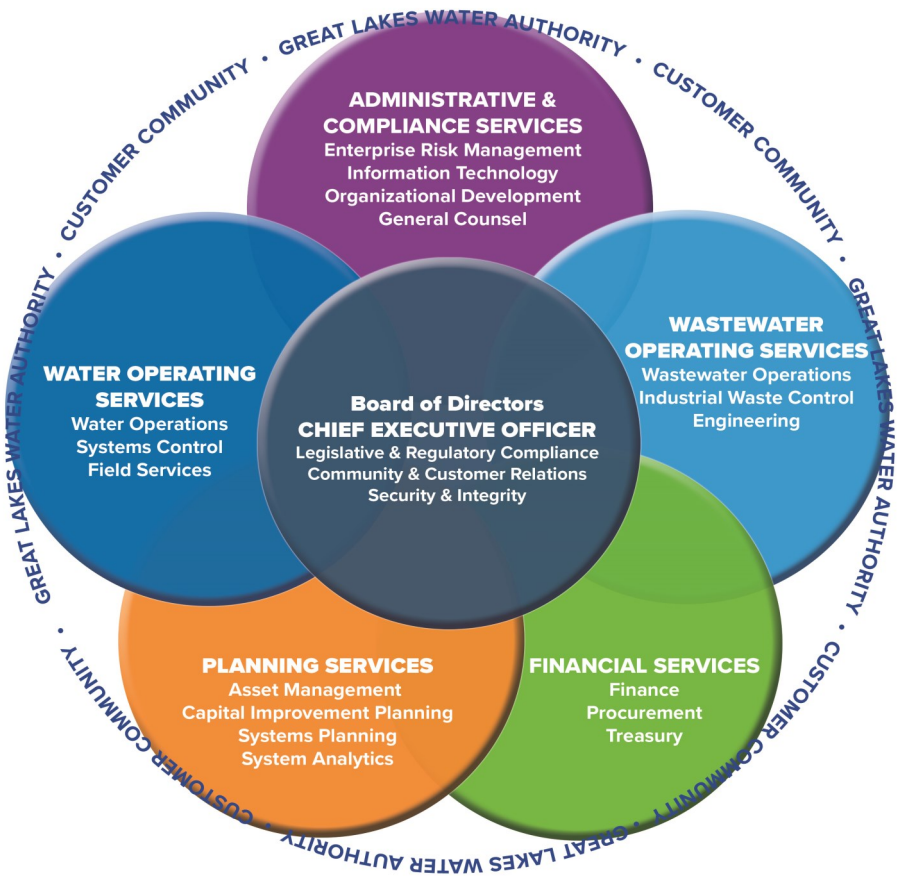 GREAT LAKES WATER AUTHORITY • CUSTOMER COMMUNITY • GREAT LAKES WATER AUTHORITY • CUSTOMER COMMUNITY • GREAT LAKES WATER AUTHORITY • CUSTOMER COMMUNITY • GREAT LAKES WATER AUTHORITY • CUSTOMER COMMUNITY •
ADMINISTRATIVE &
COMPLIANCE SERVICES
Enterprise Risk Management
Information Technology
Organizational Development
General Counsel
WATER OPERATING
SERVICES
Water Operations
Systems Control
Field Services
Board of Directors
CHIEF EXECUTIVE OFFICER
Legislative & Regulatory Compliance
Community & Customer Relations
Security & Integrity
WASTEWATER
OPERATING SERVICES
Wastewater Operations
Industrial Waste Control
Engineering
PLANNING SERVICES
Asset Management
Capital Improvement Planning
Systems Planning
System Analytics
FINANCIAL SERVICES
Finance
Procurement
Treasury